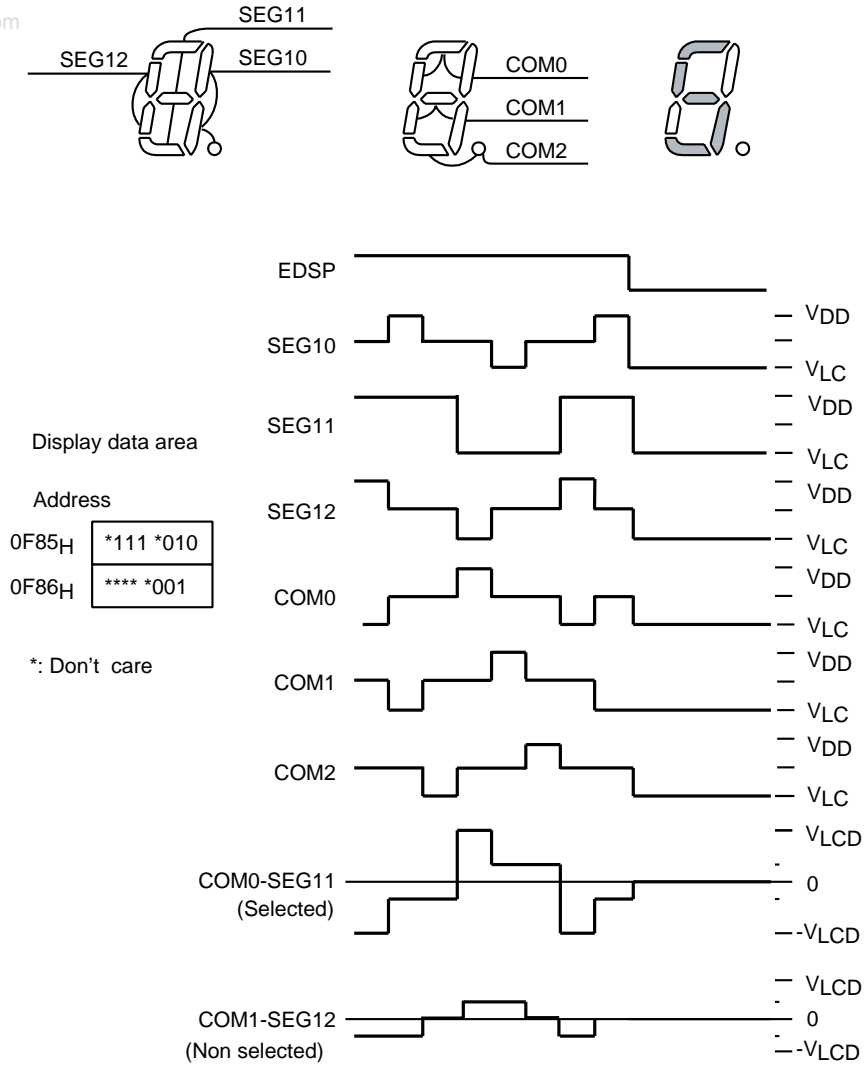 om
SEG11
SEG12
SEG10
COM0
COM1
COM2
EDSP
SEG10
VDD
VLC
SEG11
VDD
VLC
Display data area
Address
0F85H *111 *010
0F86H **** *001
*: Don't care
SEG12
VDD
VLC
COM0
VDD
VLC
COM1
VDD
VLC
COM2
VDD
VLC
COM0-SEG11
(Selected)
VLCD
0
-VLCD
COM1-SEG12
(Non selected)
VLCD
0
-VLCD